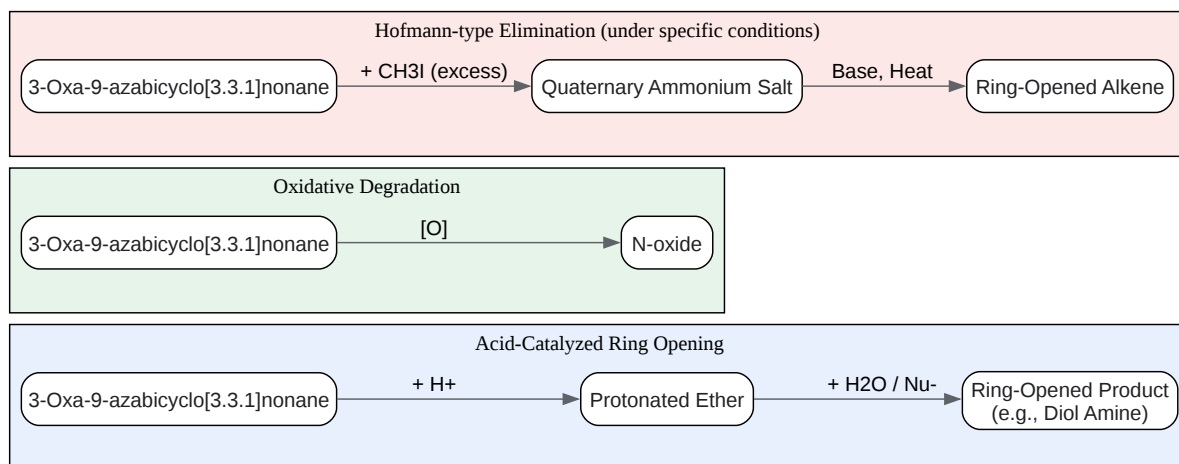 Hofmann-type Elimination (under specific conditions)
3-Oxa-9-azabicyclo[3.3.1]nonane
+ CH3I (excess)
Quaternary Ammonium Salt
Base, Heat
Ring-Opened Alkene
Oxidative Degradation
3-Oxa-9-azabicyclo[3.3.1]nonane
[O]
N-oxide
Acid-Catalyzed Ring Opening
3-Oxa-9-azabicyclo[3.3.1]nonane
+ H+
Protonated Ether
+ H2O / Nu-
Ring-Opened Product
(e.g., Diol Amine)